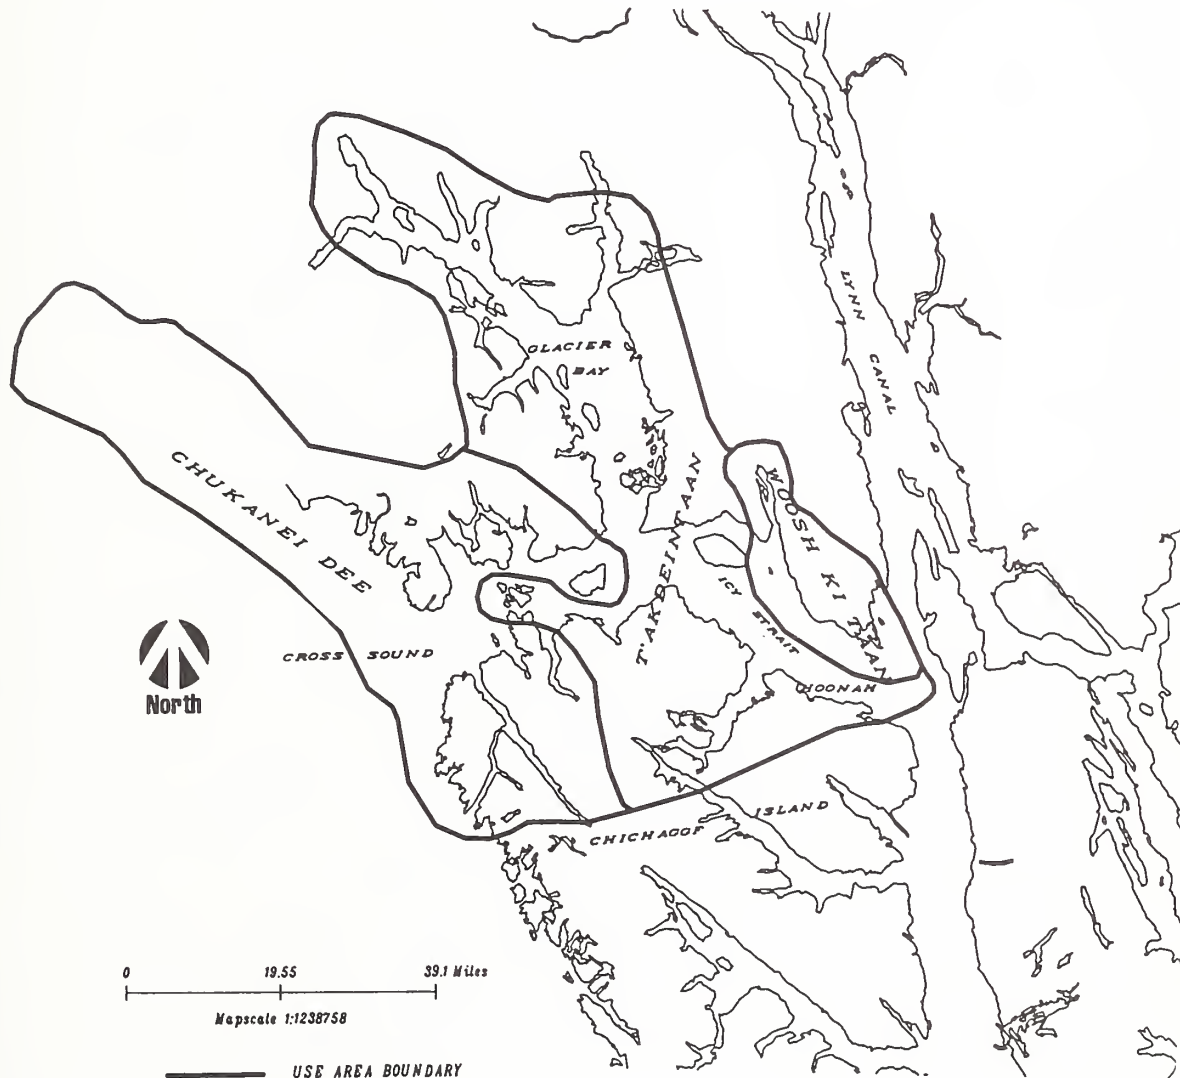 LYNN CANAL
GLACIER
BAY
CHUKANEI DEE
T'AKDEINTAAN
WOOSH KI TAAN
ICY STRAIT
CROSS SOUND
North
HOONAH
CHICHAGOF ISLAND
0 19.55 39.1 Miles
Mapscale 1:1238758
USE AREA BOUNDARY